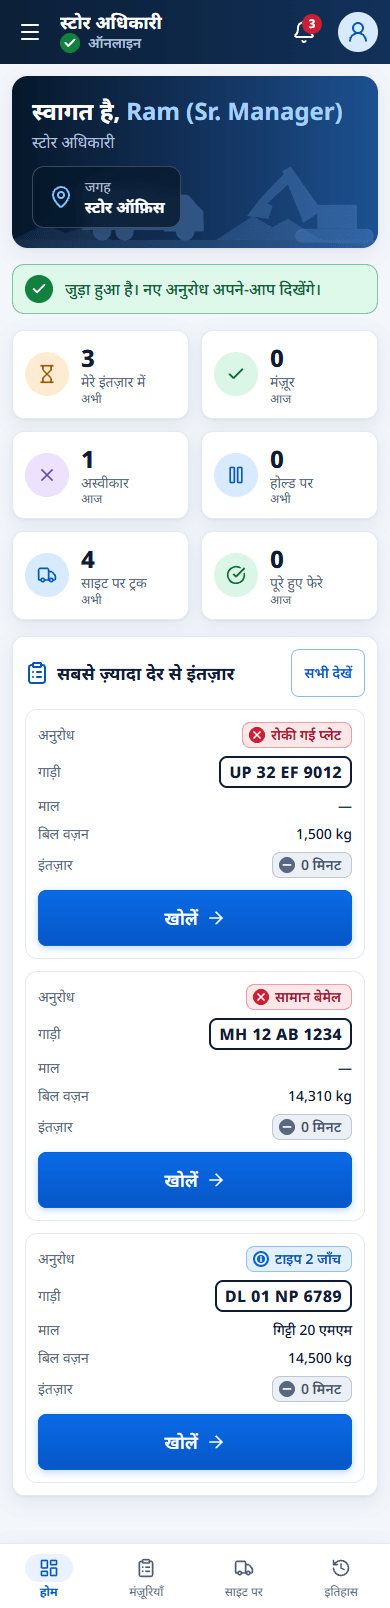 स्टोर अधिकारी
ऑनलाइन
3
स्वागत है, Ram (Sr. Manager)
स्टोर अधिकारी
जगह
स्टोर ऑफ़िस
जुड़ा हुआ है। नए अनुरोध अपने-आप दिखेंगे।
3
मेरे इंतज़ार में
अभी
0
मंज़ूर
आज
1
अस्वीकार
आज
0
होल्ड पर
अभी
4
साइट पर ट्रक
अभी
0
पूरे हुए फेरे
आज
सबसे ज़्यादा देर से इंतज़ार
सभी देखें
अनुरोध
रोकी गई प्लेट
गाड़ी
UP 32 EF 9012
माल
—
बिल वज़न
1,500 kg
इंतज़ार
0 मिनट
खोलें
अनुरोध
सामान बेमेल
गाड़ी
MH 12 AB 1234
माल
—
बिल वज़न
14,310 kg
इंतज़ार
0 मिनट
खोलें
अनुरोध
टाइप 2 जाँच
गाड़ी
DL 01 NP 6789
माल
गिट्टी 20 एमएम
बिल वज़न
14,500 kg
इंतज़ार
0 मिनट
खोलें
होम
मंज़ूरियाँ
साइट पर
इतिहास